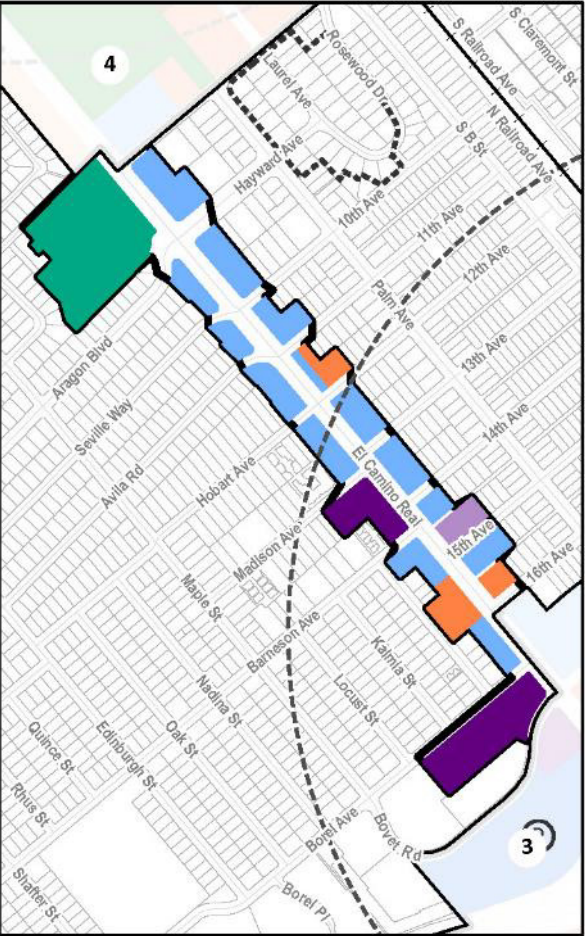 S Claremont St
S Railroad Ave
4
Rosewood Dr
Laurel Ave
N Railroad Ave
S B St
Hayward Ave
10th Ave
11th Ave
12th Ave
Palm Ave
13th Ave
Aragon Blvd
Seville Way
14th Ave
Avila Rd
Hobart Ave
El Camino Real
15th Ave
16th Ave
Madison Ave
Maple St
Barneson Ave
Kalmia St
Nadina St
Locust St
Quince St
Edinburgh St
Oak St
Rhus St
Borel Ave
Bovet Rd
3
Shafter St
Borel Pl